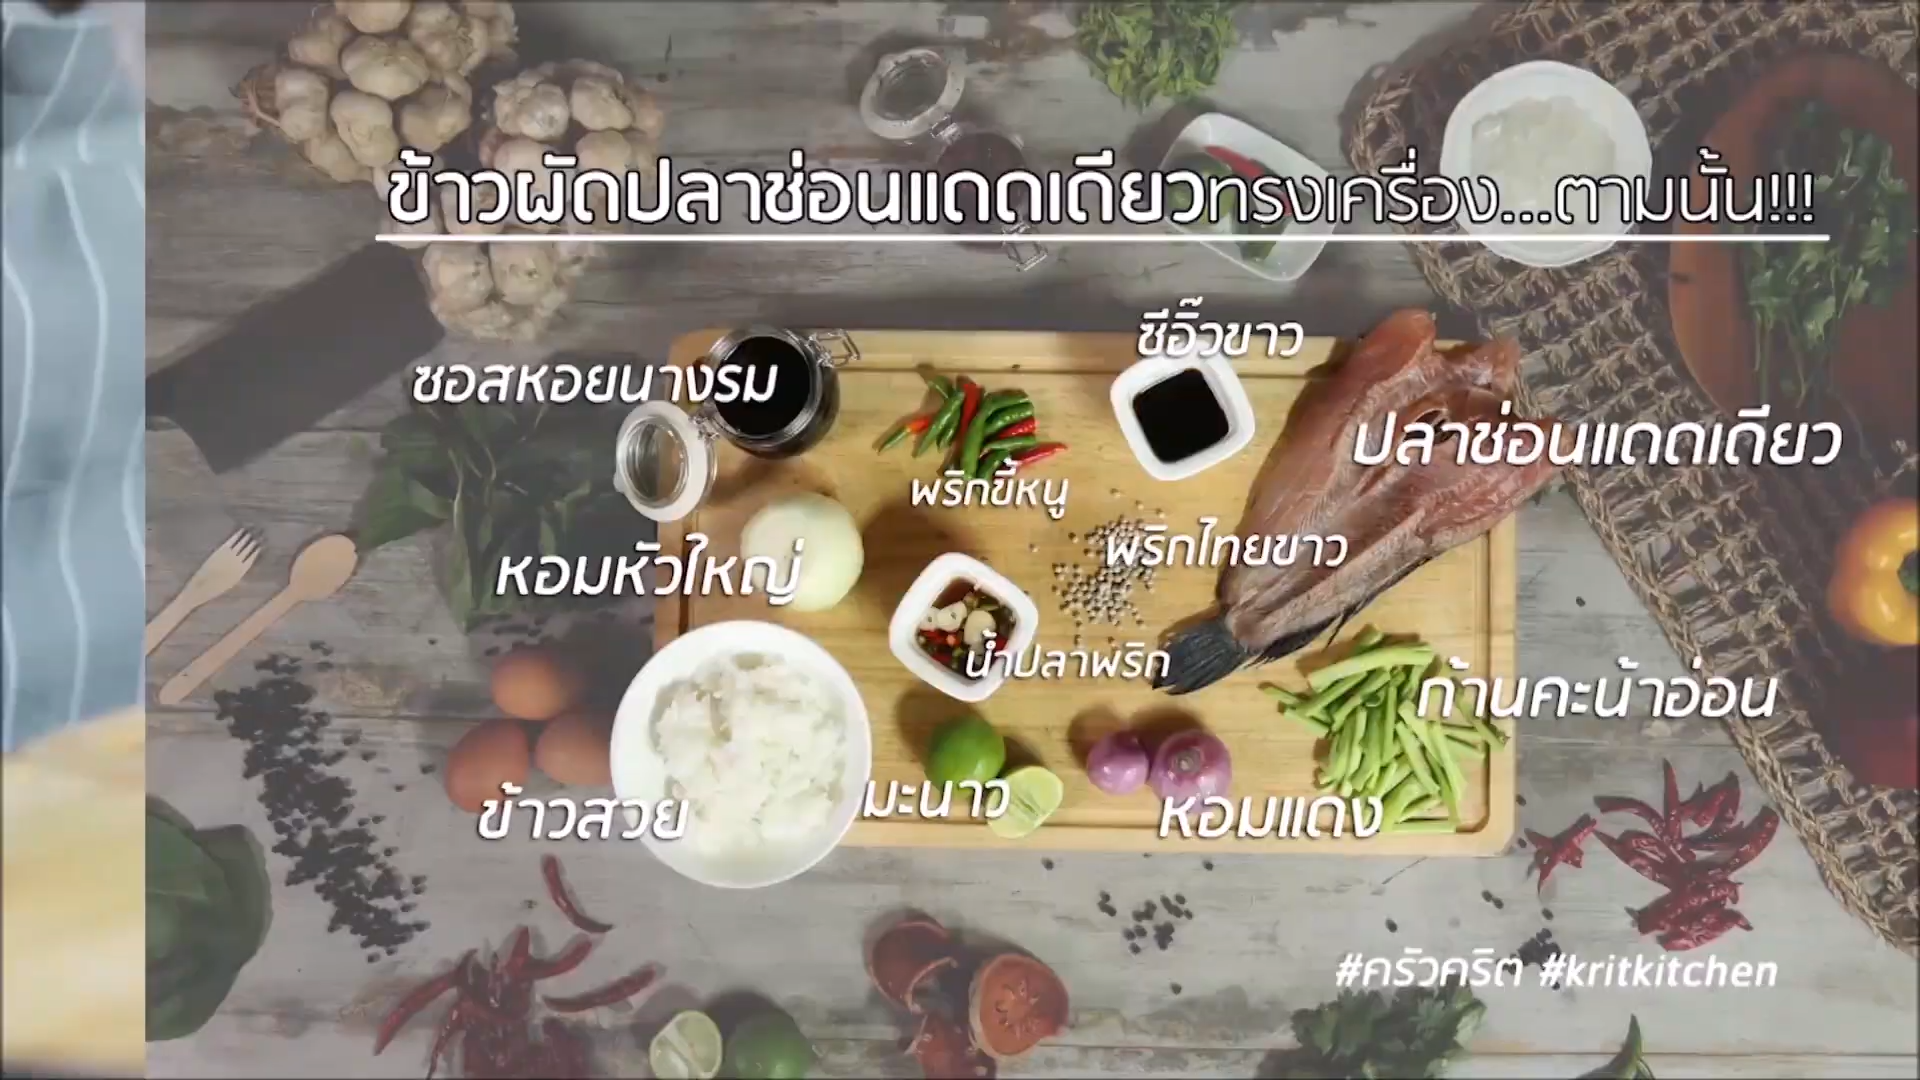 ข้าวผัดปลาช่อนแดดเดียวทรงเครื่อง...ตามนั้น!!!
ซีอิ๊วขาว
ซอสหอยนางรม
ปลาช่อนแดดเดียว
พริกขี้หนู
พริกไทยขาว
หอมหัวใหญ่
น้ำปลาพริก
ก้านคะน้าอ่อน
ข้าวสวย
มะนาว
หอมแดง
#ครัวคริต #kritkitchen